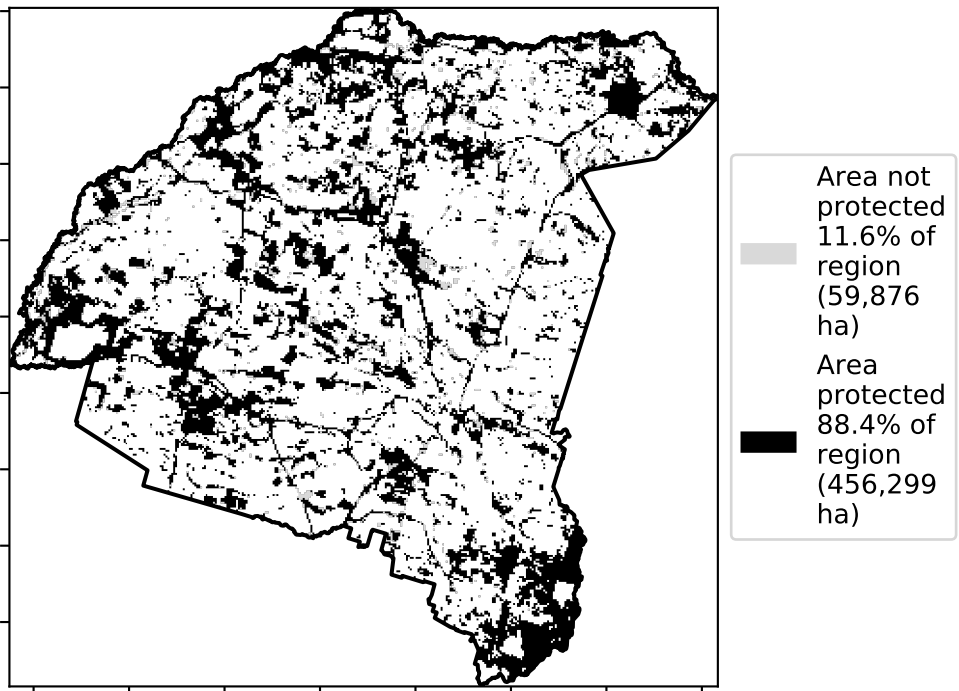 Area not
protected
11.6% of
region
(59,876
ha)
Area
protected
88.4% of
region
(456,299
ha)